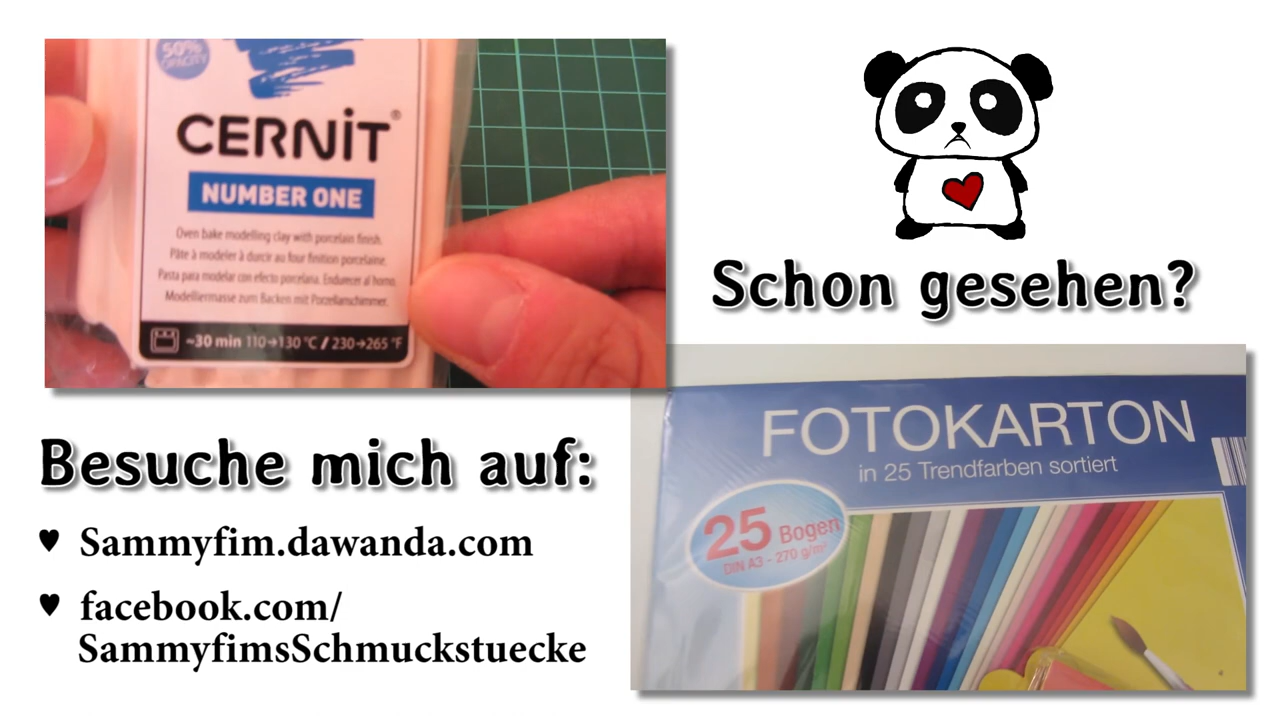 50%
OPACITY
CERNiT®
NUMBER ONE
Oven bake modelling clay with porcelain finish.
Pâte à modeler à durcir au four finition porcelaine.
Pasta para modelar con efecto porcelana. Endurecer al horno.
Modelliermasse zum Backen mit Porzellanschimmer.
~30 min 110→130 °C / 230→265 °F
Schon gesehen?
FOTOKARTON
in 25 Trendfarben sortiert
25 Bogen
DIN A3 - 270 g/m²
Besuche mich auf:
♥ Sammyfim.dawanda.com
♥ facebook.com/
SammyfimsSchmuckstuecke